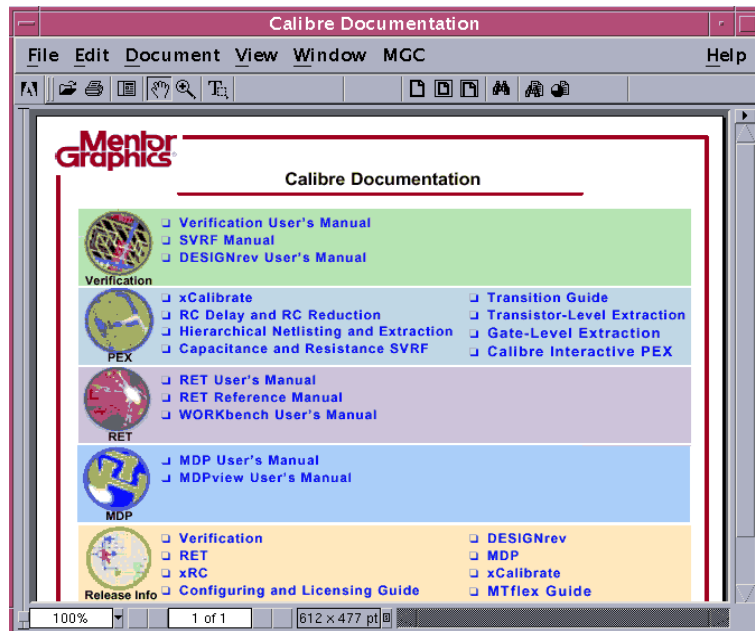 Calibre Documentation
File Edit Document View Window MGC Help
Mentor
Graphics
Calibre Documentation
Verification User's Manual
SVRF Manual
DESIGNrev User's Manual
Verification
xCalibrate
RC Delay and RC Reduction
Hierarchical Netlisting and Extraction
Capacitance and Resistance SVRF
Transition Guide
Transistor-Level Extraction
Gate-Level Extraction
Calibre Interactive PEX
PEX
RET User's Manual
RET Reference Manual
WORKbench User's Manual
RET
MDP User's Manual
MDPview User's Manual
MDP
Verification
RET
xRC
Configuring and Licensing Guide
DESIGNrev
MDP
xCalibrate
MTflex Guide
Release Info
100% 1 of 1 612 × 477 pt